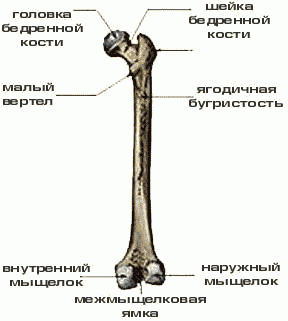 головка
бедренной
кости
шейка
бедренной
кости
малый
вертел
ягодичная
бугристость
внутренний
мыщелок
наружный
мыщелок
межмыщелковая
ямка